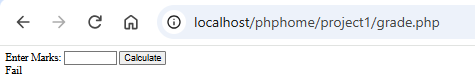 localhost/phphome/project1/grade.php
Enter Marks: Calculate
Fail